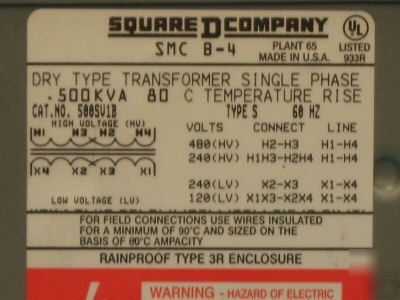 SQUARE D COMPANY
SMC B-4
PLANT 65
MADE IN U.S.A.
UL
LISTED
933R
DRY TYPE TRANSFORMER SINGLE PHASE
.500KVA 80 C TEMPERATURE RISE
CAT.NO. 500SV1B TYPE S 60 HZ
HIGH VOLTAGE (HV)
H1 H3 H2 H4
X4 X2 X3 X1
LOW VOLTAGE (LV)
VOLTS CONNECT LINE
480(HV) H2-H3 H1-H4
240(HV) H1H3-H2H4 H1-H4
240(LV) X2-X3 X1-X4
120(LV) X1X3-X2X4 X1-X4
FOR FIELD CONNECTIONS USE WIRES INSULATED
FOR A MINIMUM OF 90°C AND SIZED ON THE
BASIS OF 60°C AMPACITY
RAINPROOF TYPE 3R ENCLOSURE
WARNING - HAZARD OF ELECTRIC